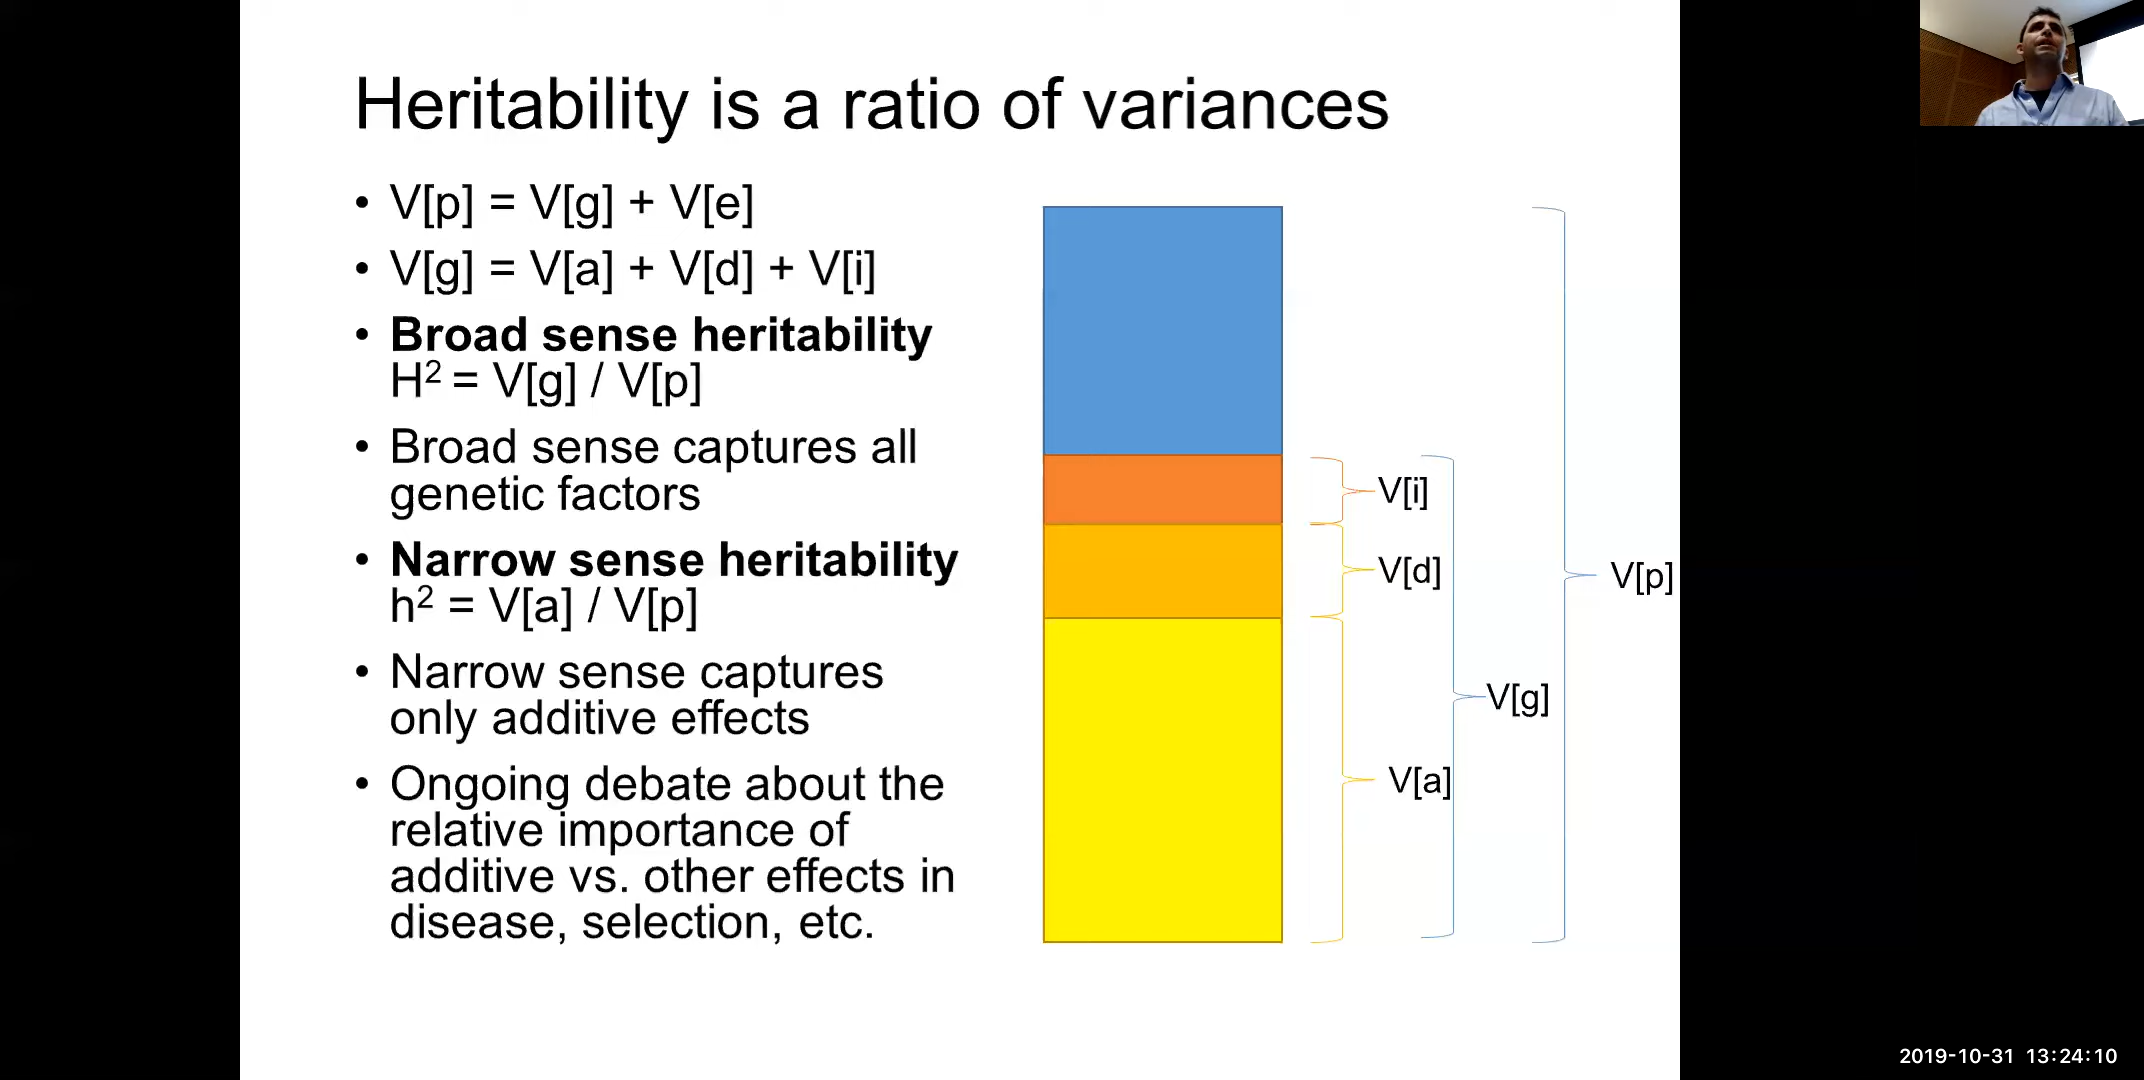 Heritability is a ratio of variances
• V[p] = V[g] + V[e]
• V[g] = V[a] + V[d] + V[i]
• Broad sense heritability
H² = V[g] / V[p]
• Broad sense captures all
genetic factors
• Narrow sense heritability
h² = V[a] / V[p]
• Narrow sense captures
only additive effects
• Ongoing debate about the
relative importance of
additive vs. other effects in
disease, selection, etc.
V[i]
V[d]
V[p]
V[g]
V[a]
2019-10-31 13:24:10